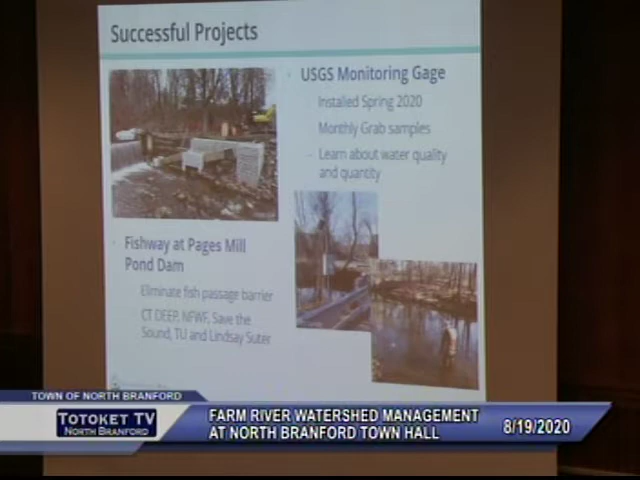 Successful Projects
USGS Monitoring Gage
Installed Spring 2020
Monthly Grab samples
Learn about water quality
and quantity
Fishway at Pages Mill
Pond Dam
Eliminate fish passage barrier
CT DEEP, NFWF, Save the
Sound, TU and Lindsay Suter
TOWN OF NORTH BRANFORD
TOTOKET TV
NORTH BRANFORD
FARM RIVER WATERSHED MANAGEMENT
AT NORTH BRANFORD TOWN HALL
8/19/2020